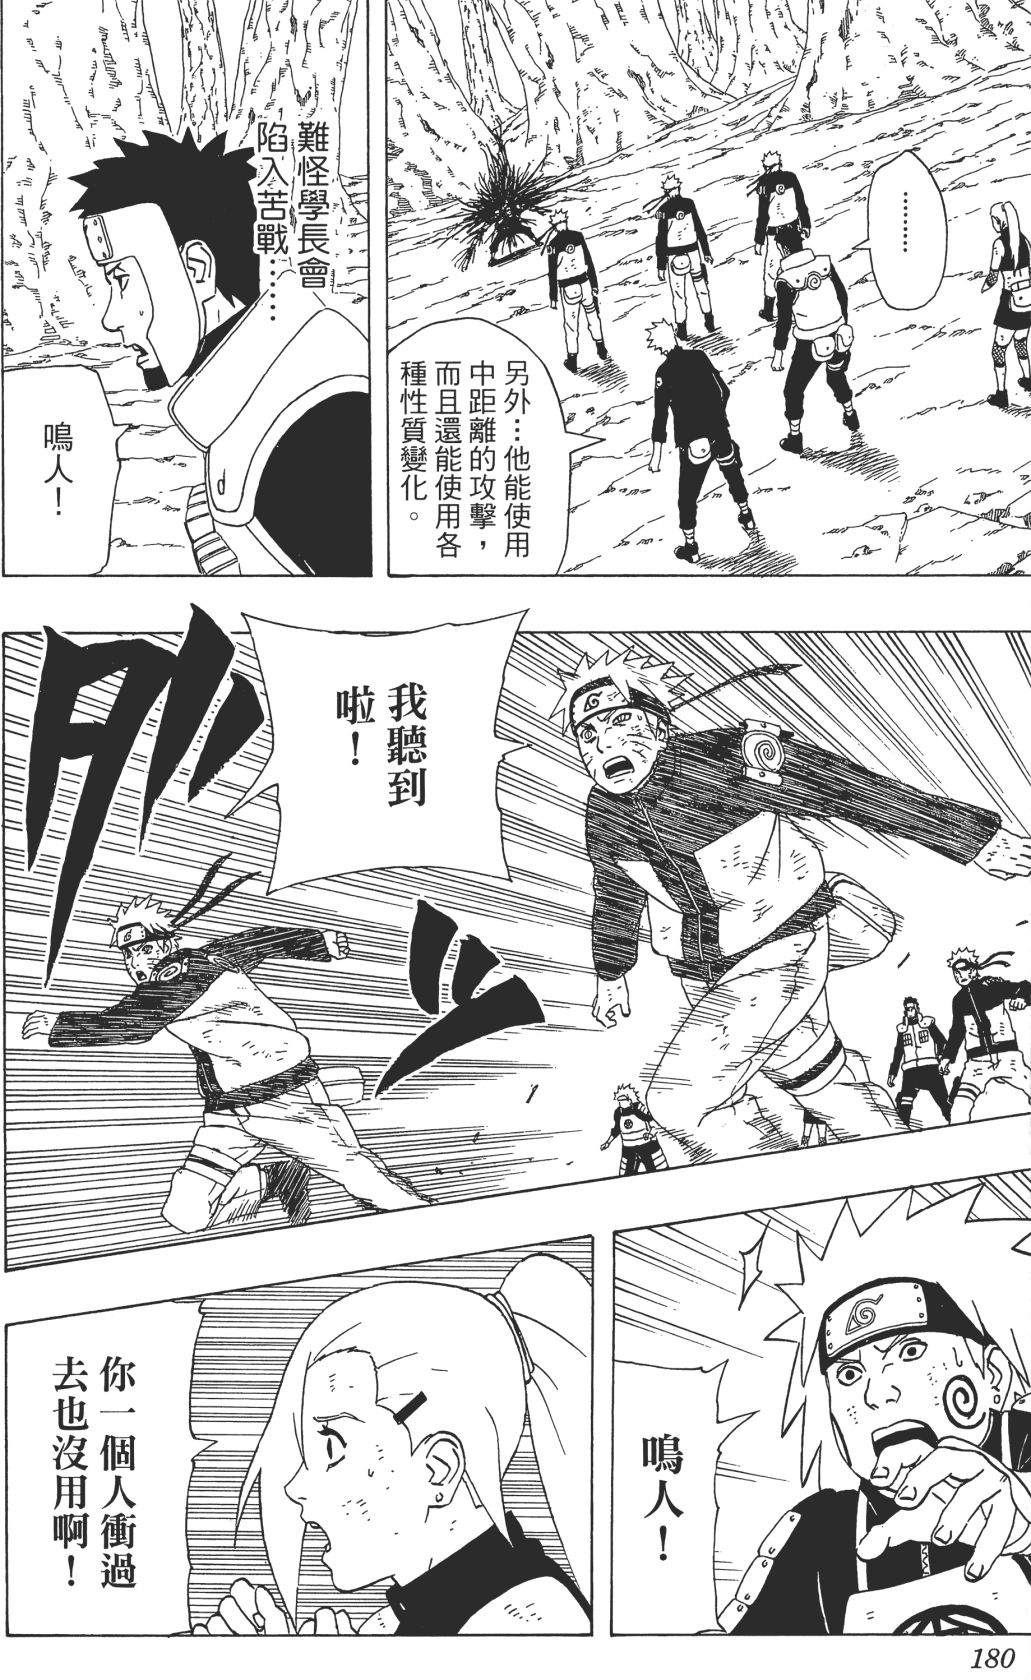 ………
另外…他能使用
中距離的攻擊，
而且還能使用各
種性質變化。
難怪學長會
陷入苦戰……
鳴人！
我聽到
啦！
ダッ
鳴人！
你一個人衝過
去也沒用啊！
180